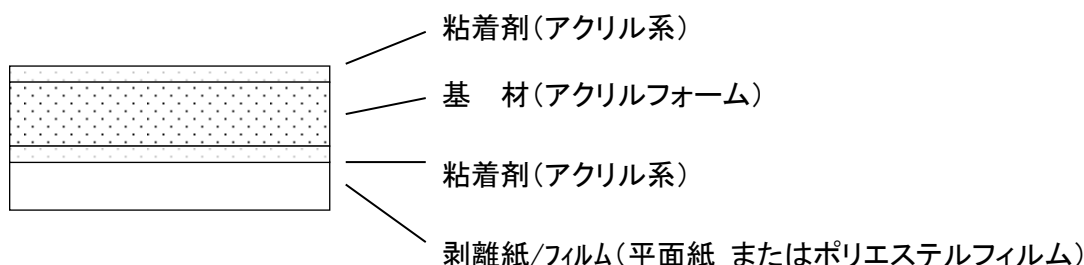 粘着剤(アクリル系)
基　材(アクリルフォーム)
粘着剤(アクリル系)
剥離紙/フィルム(平面紙 またはポリエステルフィルム)